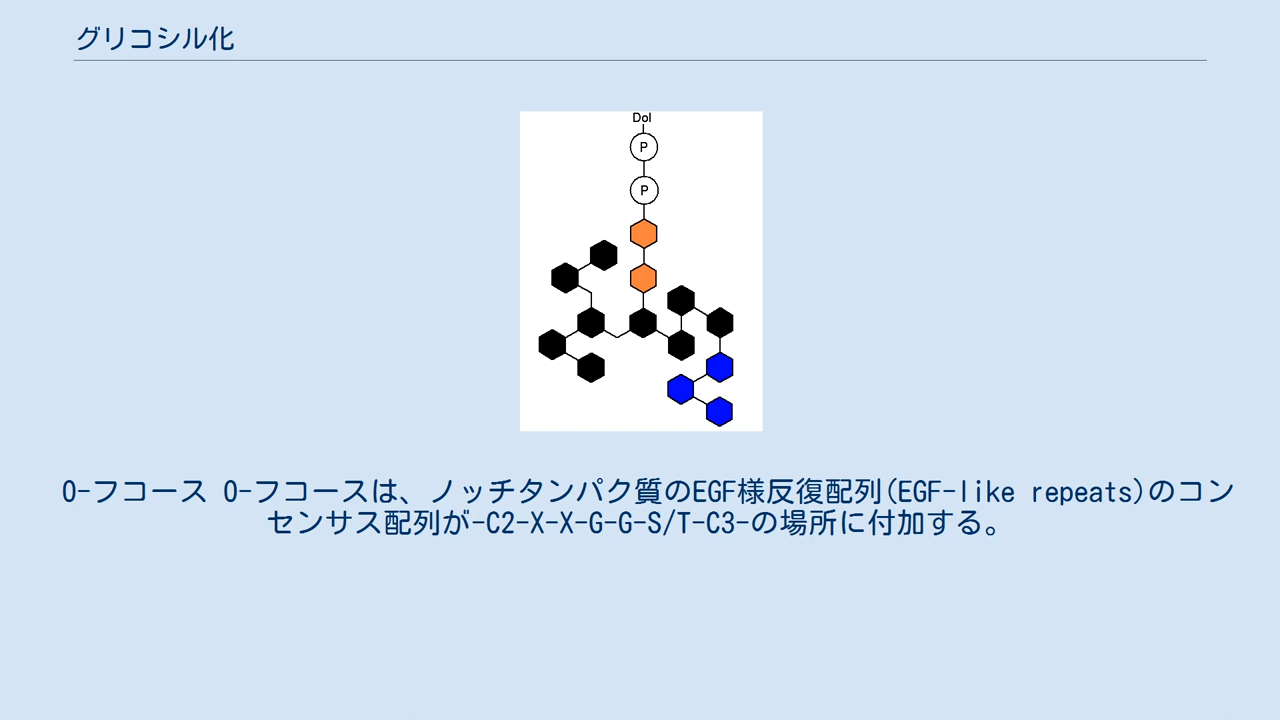 グリコシル化
Dol
P
P
O-フコース O-フコースは、ノッチタンパク質のEGF様反復配列(EGF-like repeats)のコン
センサス配列が-C2-X-X-G-G-S/T-C3-の場所に付加する。